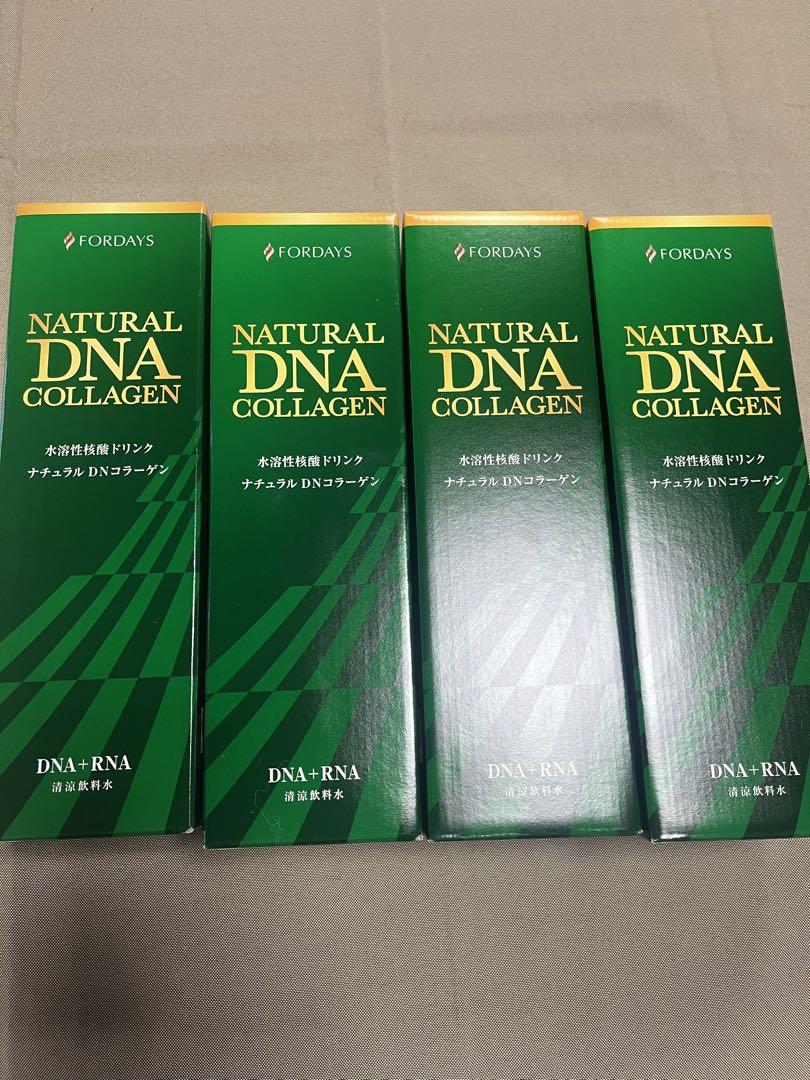 FORDAYS
NATURAL
DNA
COLLAGEN
水溶性核酸ドリンク
ナチュラル DNコラーゲン
DNA+RNA
清涼飲料水
FORDAYS
NATURAL
DNA
COLLAGEN
水溶性核酸ドリンク
ナチュラル DNコラーゲン
DNA+RNA
清涼飲料水
FORDAYS
NATURAL
DNA
COLLAGEN
水溶性核酸ドリンク
ナチュラル DNコラーゲン
DNA+RNA
清涼飲料水
FORDAYS
NATURAL
DNA
COLLAGEN
水溶性核酸ドリンク
ナチュラル DNコラーゲン
DNA+RNA
清涼飲料水